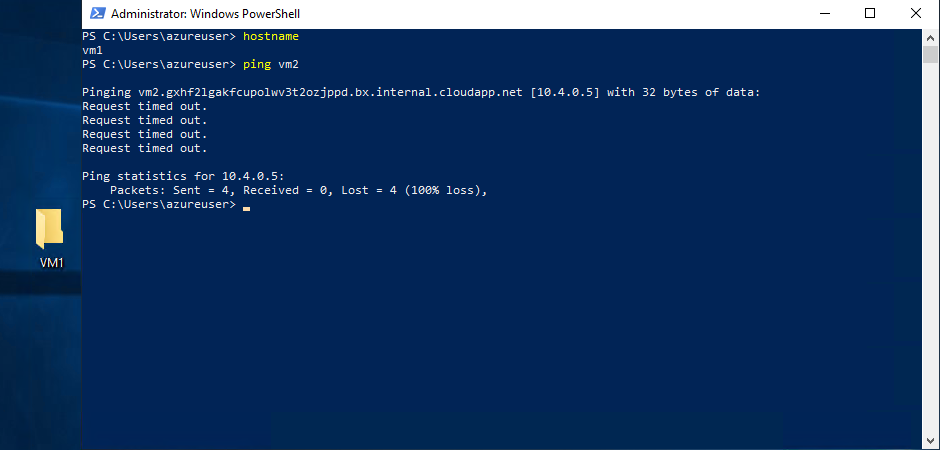 Administrator: Windows PowerShell
PS C:\Users\azureuser> hostname
vm1
PS C:\Users\azureuser> ping vm2
Pinging vm2.gxhf2lgakfcupolwv3t2ozjppd.bx.internal.cloudapp.net [10.4.0.5] with 32 bytes of data:
Request timed out.
Request timed out.
Request timed out.
Request timed out.
Ping statistics for 10.4.0.5:
    Packets: Sent = 4, Received = 0, Lost = 4 (100% loss),
PS C:\Users\azureuser>
VM1